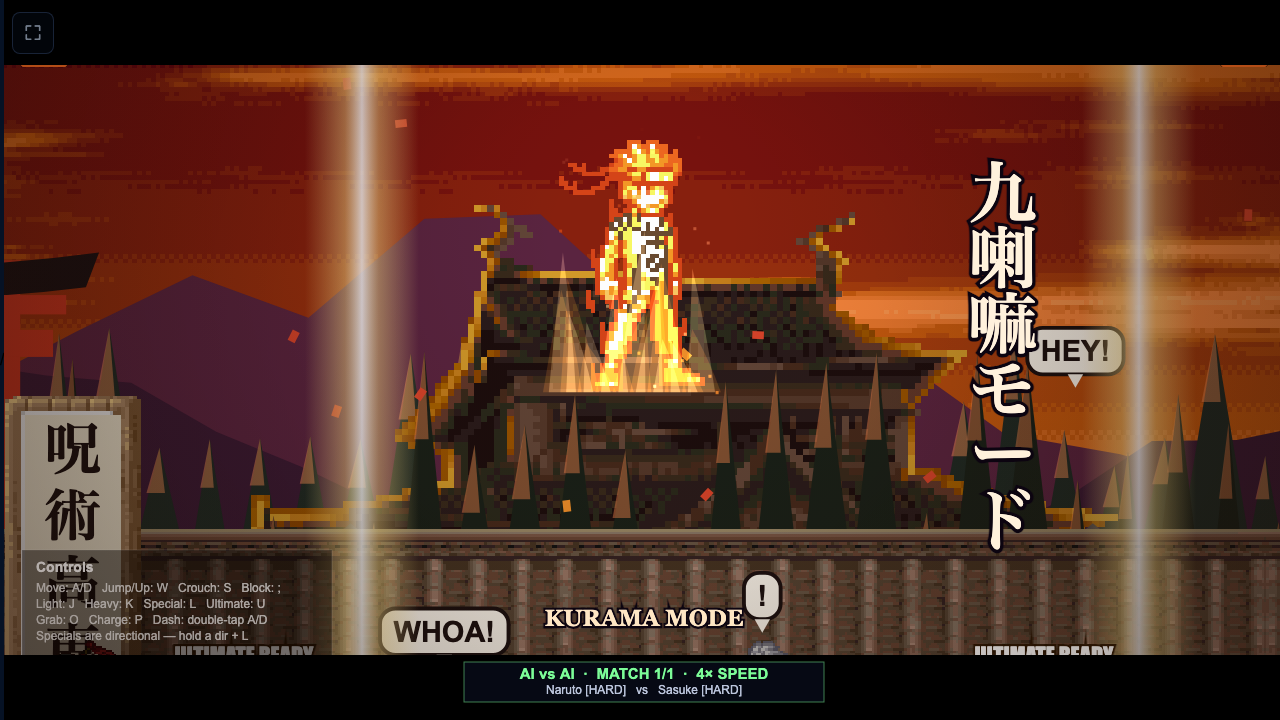 九喇嘛モード
HEY!
呪術高
Controls
Move: A/D Jump/Up: W Crouch: S Block: ;
Light: J Heavy: K Special: L Ultimate: U
Grab: O Charge: P Dash: double-tap A/D
Specials are directional — hold a dir + L
WHOA!
KURAMA MODE
!
ULTIMATE READY
ULTIMATE READY
AI vs AI · MATCH 1/1 · 4× SPEED
Naruto [HARD] vs Sasuke [HARD]